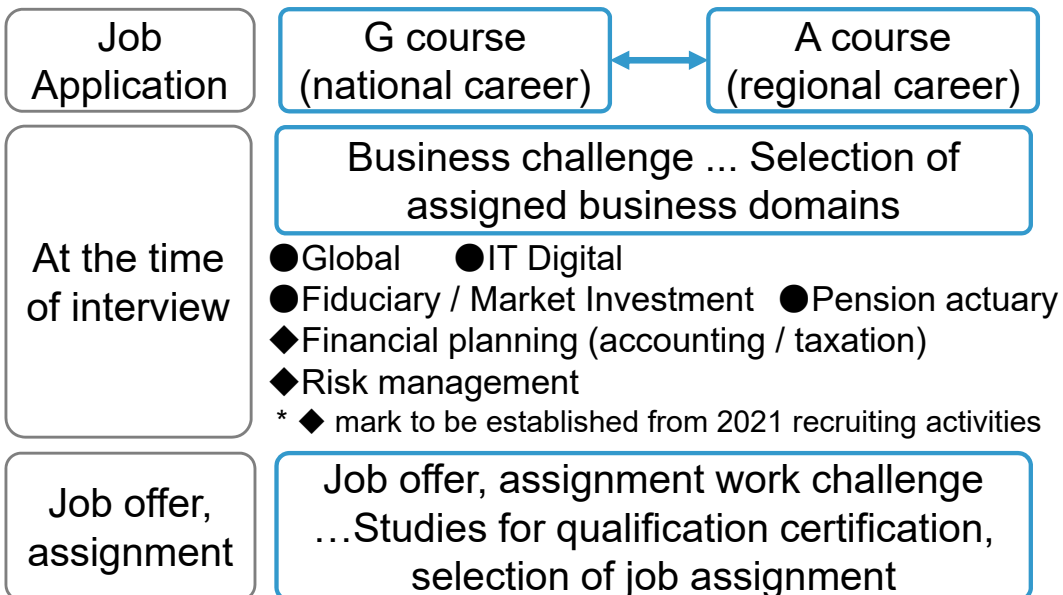 Job
Application
G course
(national career)
A course
(regional career)
At the time
of interview
Business challenge ... Selection of
assigned business domains
●Global ●IT Digital
●Fiduciary / Market Investment ●Pension actuary
◆Financial planning (accounting / taxation)
◆Risk management
* ◆ mark to be established from 2021 recruiting activities
Job offer,
assignment
Job offer, assignment work challenge
…Studies for qualification certification,
selection of job assignment